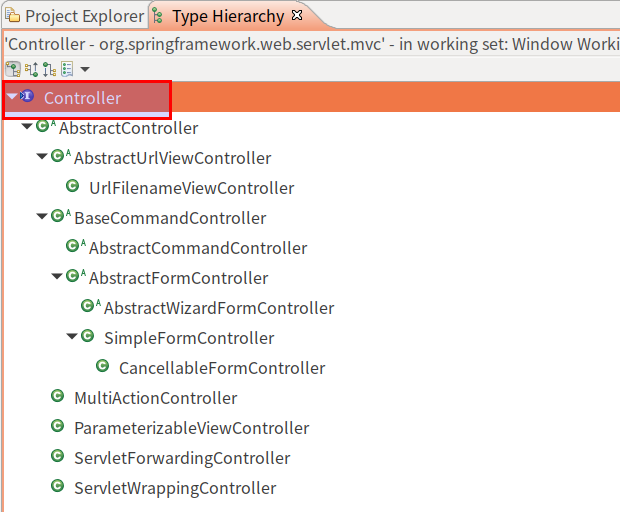 Project Explorer Type Hierarchy
'Controller - org.springframework.web.servlet.mvc' - in working set: Window Worki
I Controller
C A AbstractController
C A AbstractUrlViewController
C UrlFilenameViewController
C A BaseCommandController
C A AbstractCommandController
C A AbstractFormController
C A AbstractWizardFormController
C SimpleFormController
C CancellableFormController
C MultiActionController
C ParameterizableViewController
C ServletForwardingController
C ServletWrappingController